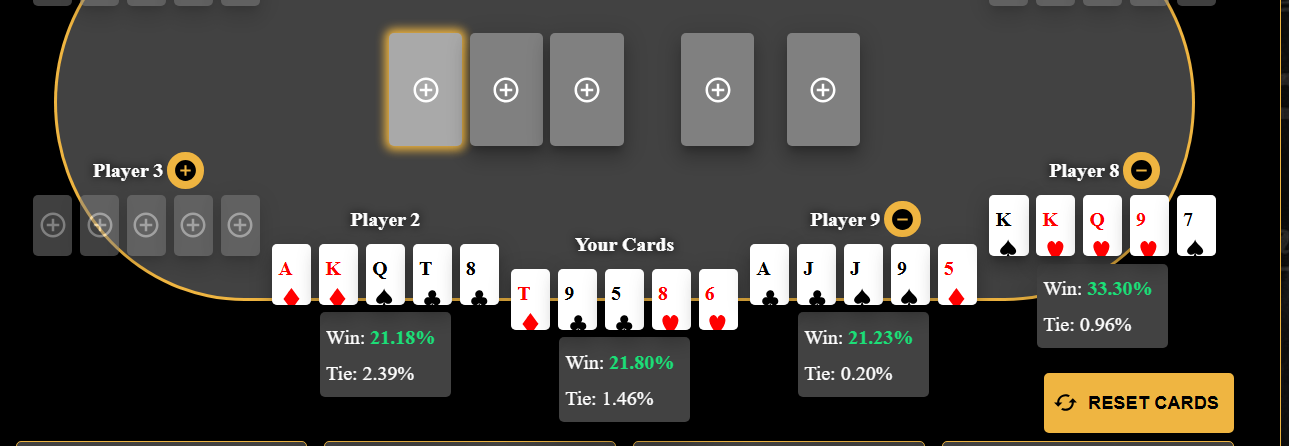 Player 3
Player 8
K K Q 9 7
Player 2
Player 9
Your Cards
A K Q T 8
A J J 9 5
T 9 5 8 6
Win: 33.30%
Tie: 0.96%
Win: 21.18%
Tie: 2.39%
Win: 21.23%
Tie: 0.20%
Win: 21.80%
Tie: 1.46%
RESET CARDS